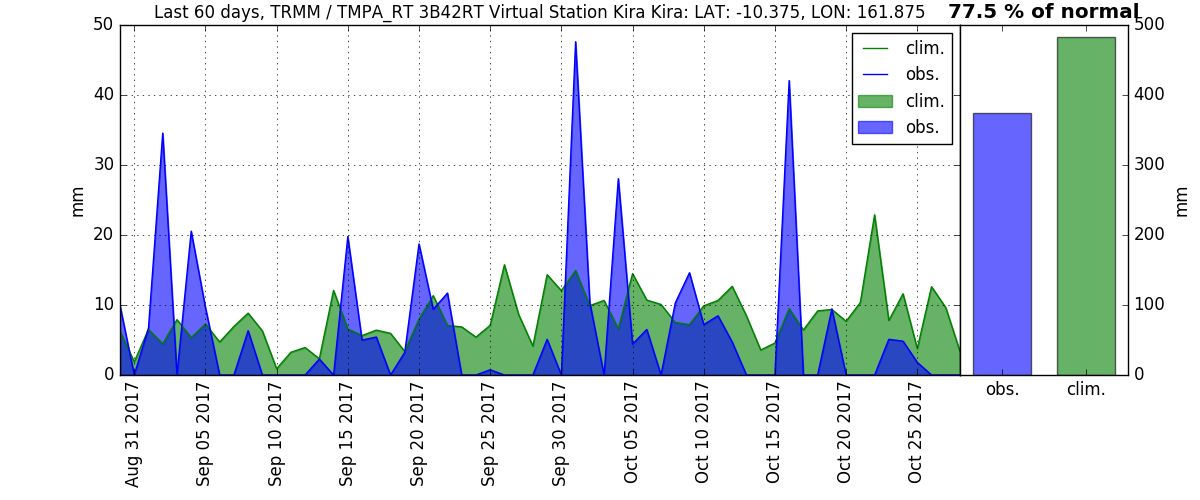 Last 60 days, TRMM / TMPA_RT 3B42RT Virtual Station Kira Kira: LAT: -10.375, LON: 161.875
77.5 % of normal
50
40
30
20
10
0
mm
clim.
obs.
clim.
obs.
500
400
300
200
100
0
mm
Aug 31 2017
Sep 05 2017
Sep 10 2017
Sep 15 2017
Sep 20 2017
Sep 25 2017
Sep 30 2017
Oct 05 2017
Oct 10 2017
Oct 15 2017
Oct 20 2017
Oct 25 2017
obs.
clim.